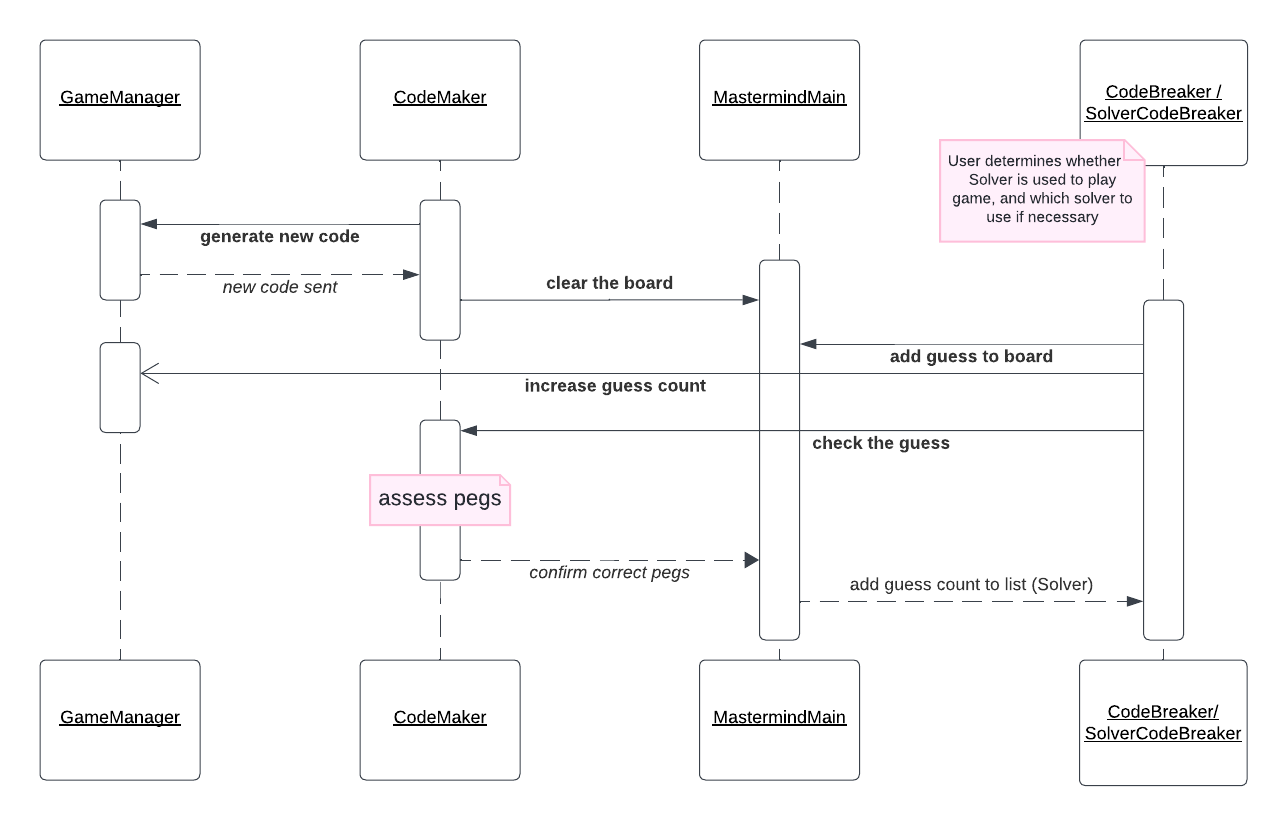 GameManager
CodeMaker
MastermindMain
CodeBreaker /
SolverCodeBreaker
User determines whether
Solver is used to play
game, and which solver to
use if necessary
generate new code
new code sent
clear the board
add guess to board
increase guess count
check the guess
assess pegs
confirm correct pegs
add guess count to list (Solver)
GameManager
CodeMaker
MastermindMain
CodeBreaker/
SolverCodeBreaker